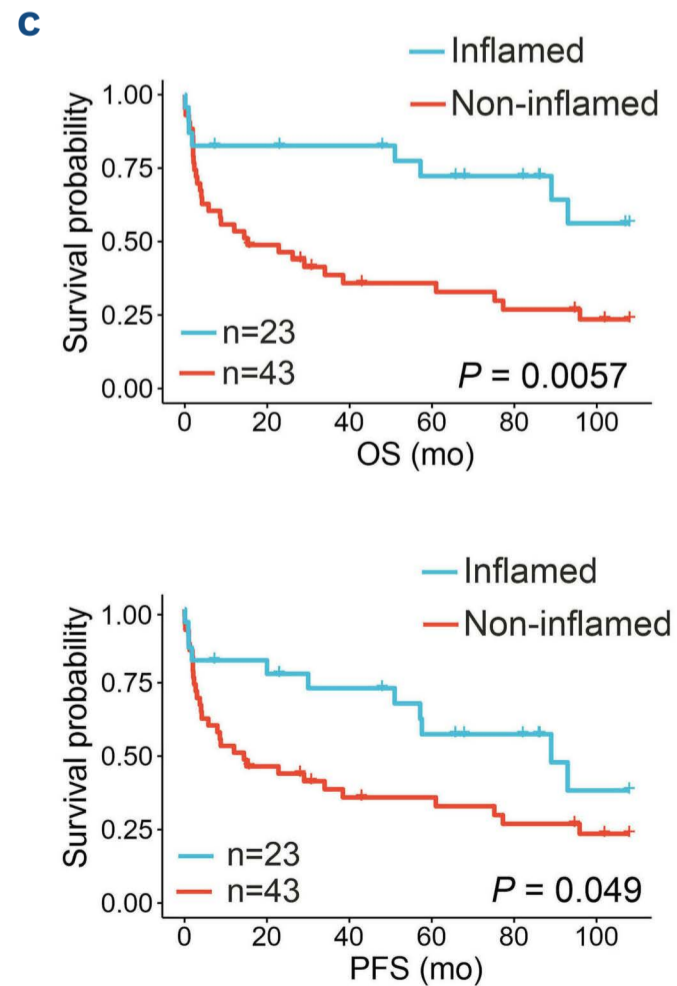 C
Inflamed
Non-inflamed
Survival probability
1.00
0.75
0.50
0.25
0.00
n=23
n=43
P = 0.0057
0 20 40 60 80 100
OS (mo)
Inflamed
Non-inflamed
Survival probability
1.00
0.75
0.50
0.25
0.00
n=23
n=43
P = 0.049
0 20 40 60 80 100
PFS (mo)